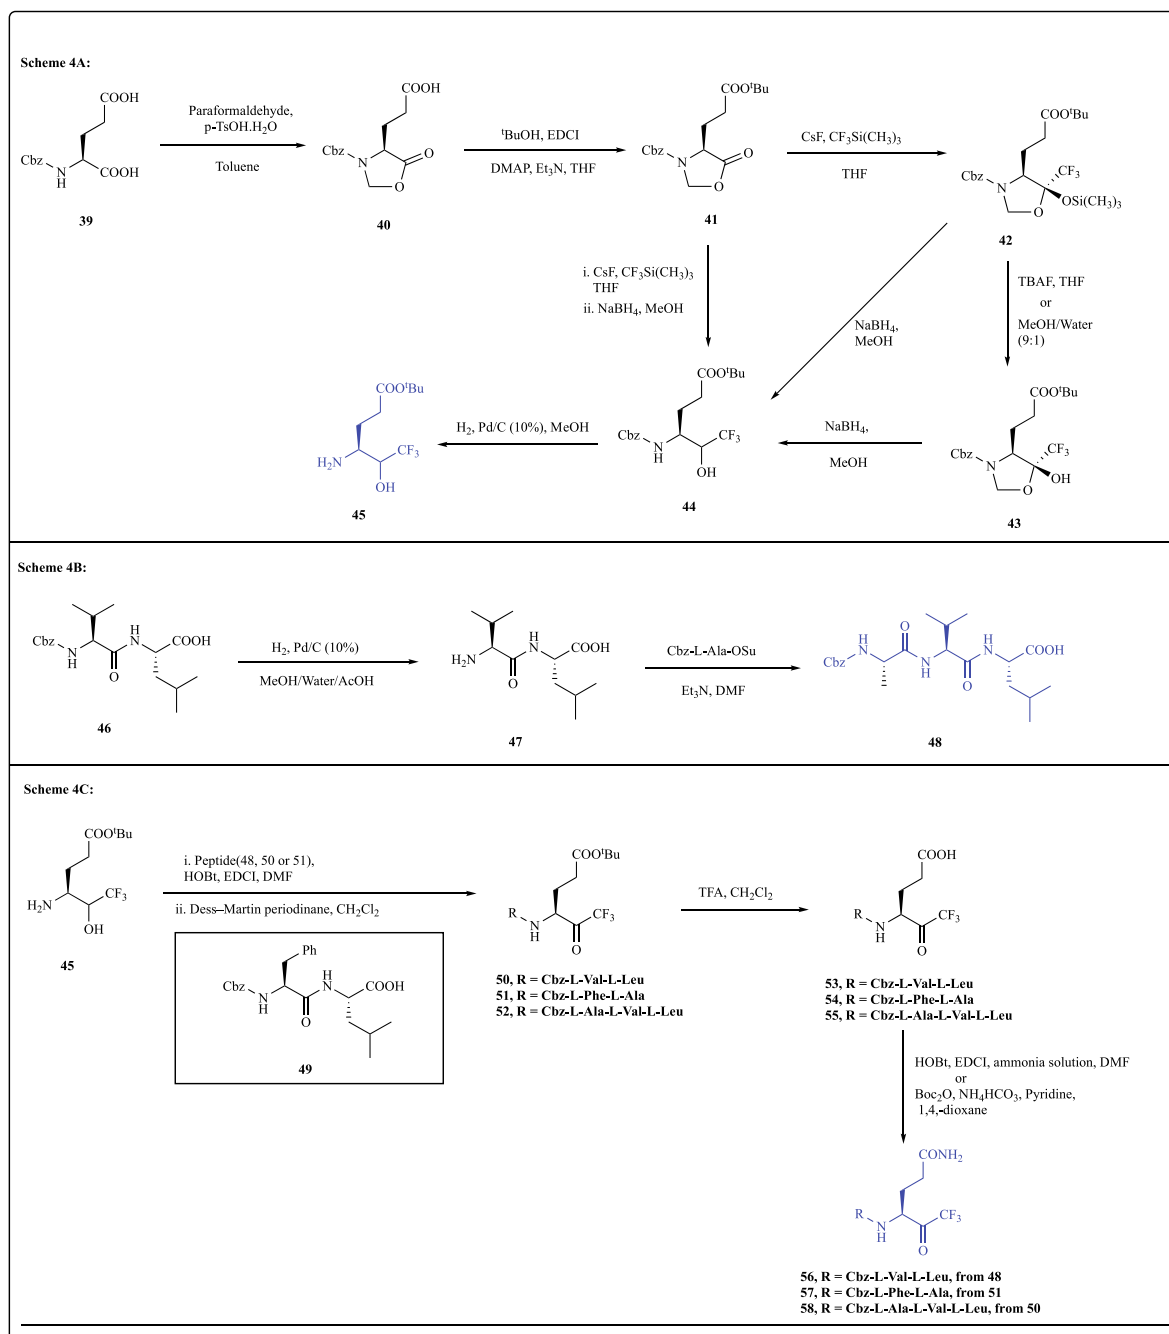 Scheme 4A:
COOH
COOH
Cbz
N
H
39
Paraformaldehyde,
p-TsOH.H2O
Toluene
COOH
Cbz
N
O
O
40
tBuOH, EDCI
DMAP, Et3N, THF
COOtBu
Cbz
N
O
O
41
CsF, CF3Si(CH3)3
THF
COOtBu
Cbz
N
CF3
O
OSi(CH3)3
42
i. CsF, CF3Si(CH3)3
THF
ii. NaBH4, MeOH
NaBH4,
MeOH
TBAF, THF
or
MeOH/Water
(9:1)
COOtBu
H2N
CF3
OH
45
H2, Pd/C (10%), MeOH
COOtBu
Cbz
N
H
CF3
OH
44
NaBH4,
MeOH
COOtBu
Cbz
N
CF3
O
OH
43
Scheme 4B:
Cbz
N
H
O
H
N
COOH
46
H2, Pd/C (10%)
MeOH/Water/AcOH
H2N
O
H
N
COOH
47
Cbz-L-Ala-OSu
Et3N, DMF
Cbz
H
N
O
N
H
O
H
N
COOH
48
Scheme 4C:
COOtBu
H2N
CF3
OH
45
i. Peptide(48, 50 or 51),
HOBt, EDCI, DMF
ii. Dess–Martin periodinane, CH2Cl2
Ph
Cbz
N
H
O
H
N
COOH
49
COOtBu
R
N
H
CF3
O
50, R = Cbz-L-Val-L-Leu
51, R = Cbz-L-Phe-L-Ala
52, R = Cbz-L-Ala-L-Val-L-Leu
TFA, CH2Cl2
COOH
R
N
H
CF3
O
53, R = Cbz-L-Val-L-Leu
54, R = Cbz-L-Phe-L-Ala
55, R = Cbz-L-Ala-L-Val-L-Leu
HOBt, EDCI, ammonia solution, DMF
or
Boc2O, NH4HCO3, Pyridine,
1,4,-dioxane
CONH2
R
N
H
CF3
O
56, R = Cbz-L-Val-L-Leu, from 48
57, R = Cbz-L-Phe-L-Ala, from 51
58, R = Cbz-L-Ala-L-Val-L-Leu, from 50